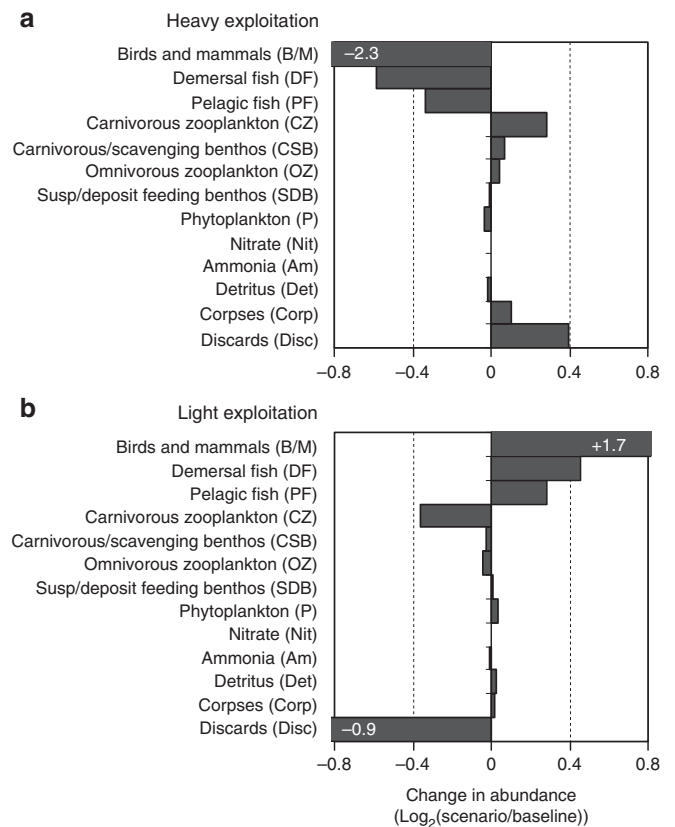 a
Heavy exploitation
Birds and mammals (B/M)
−2.3
Demersal fish (DF)
Pelagic fish (PF)
Carnivorous zooplankton (CZ)
Carnivorous/scavenging benthos (CSB)
Omnivorous zooplankton (OZ)
Susp/deposit feeding benthos (SDB)
Phytoplankton (P)
Nitrate (Nit)
Ammonia (Am)
Detritus (Det)
Corpses (Corp)
Discards (Disc)
−0.8 −0.4 0 0.4 0.8
b
Light exploitation
Birds and mammals (B/M)
+1.7
Demersal fish (DF)
Pelagic fish (PF)
Carnivorous zooplankton (CZ)
Carnivorous/scavenging benthos (CSB)
Omnivorous zooplankton (OZ)
Susp/deposit feeding benthos (SDB)
Phytoplankton (P)
Nitrate (Nit)
Ammonia (Am)
Detritus (Det)
Corpses (Corp)
Discards (Disc)
−0.9
−0.8 −0.4 0 0.4 0.8
Change in abundance
(Log₂(scenario/baseline))